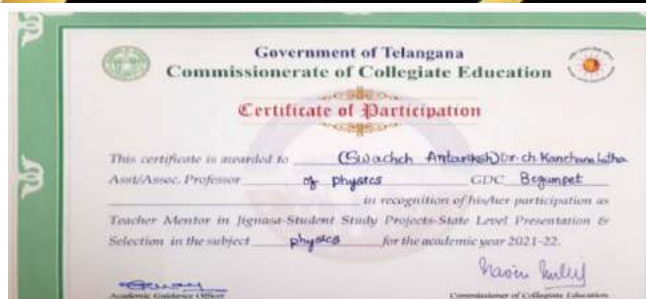 Government of Telangana
Commissionerate of Collegiate Education
Certificate of Participation
This certificate is awarded to (Swachch Antariksh) Dr. ch. Kanchana Latha
Asst/Assoc. Professor of physics GDC Begumpet
in recognition of his/her participation as
Teacher Mentor in Jignasa-Student Study Projects-State Level Presentation &
Selection in the subject physics for the academic year 2021-22.
Academic Guidance Officer
Commissioner of Collegiate Education